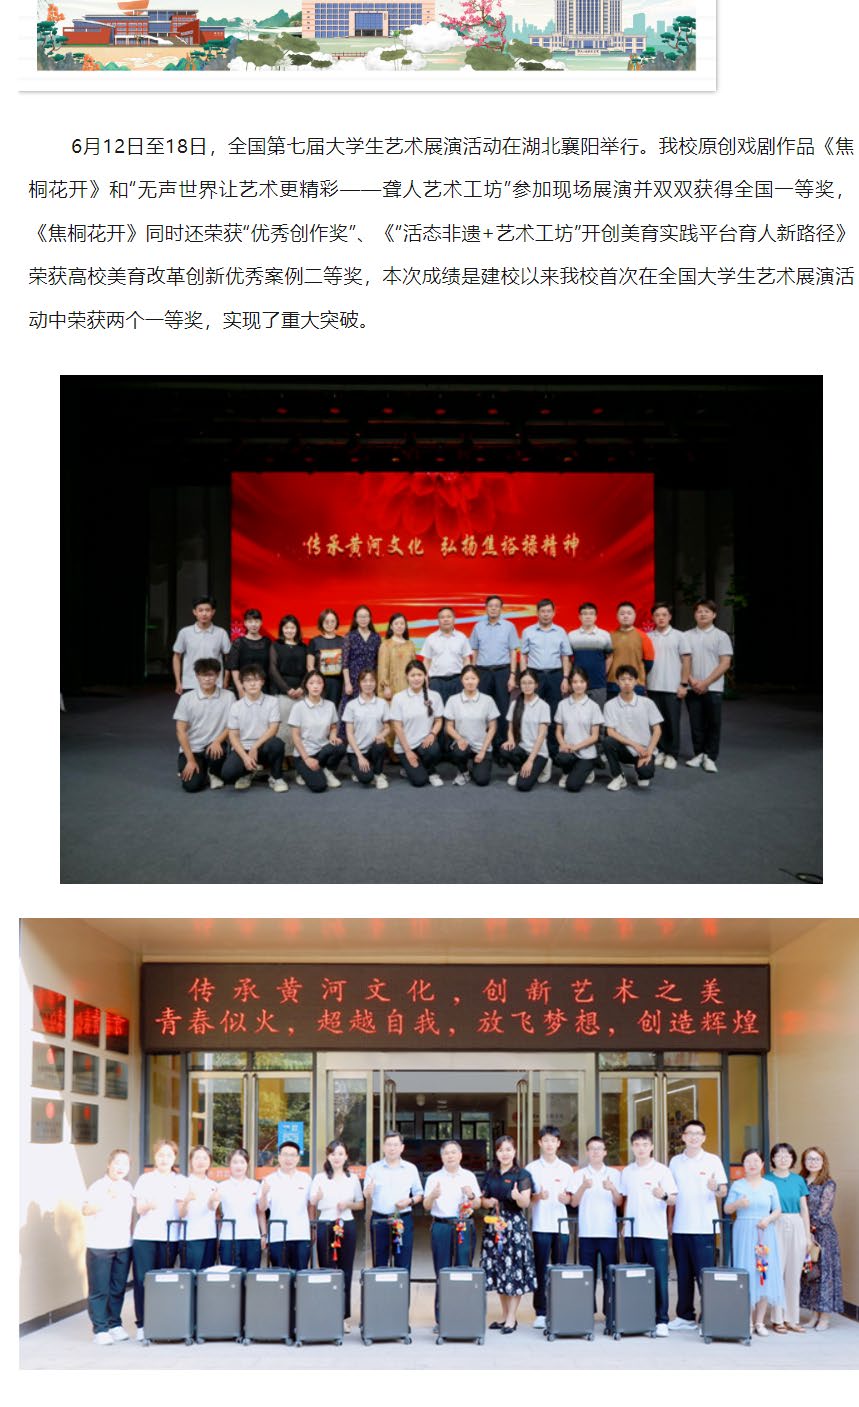 6月12日至18日，全国第七届大学生艺术展演活动在湖北襄阳举行。我校原创戏剧作品《焦
桐花开》和“无声世界让艺术更精彩——聋人艺术工坊”参加现场展演并双双获得全国一等奖，
《焦桐花开》同时还荣获“优秀创作奖”、《“活态非遗+艺术工坊”开创美育实践平台育人新路径》
荣获高校美育改革创新优秀案例二等奖，本次成绩是建校以来我校首次在全国大学生艺术展演活
动中荣获两个一等奖，实现了重大突破。
传承黄河文化 弘扬焦裕禄精神
传承黄河文化，创新艺术之美
青春似火，超越自我，放飞梦想，创造辉煌